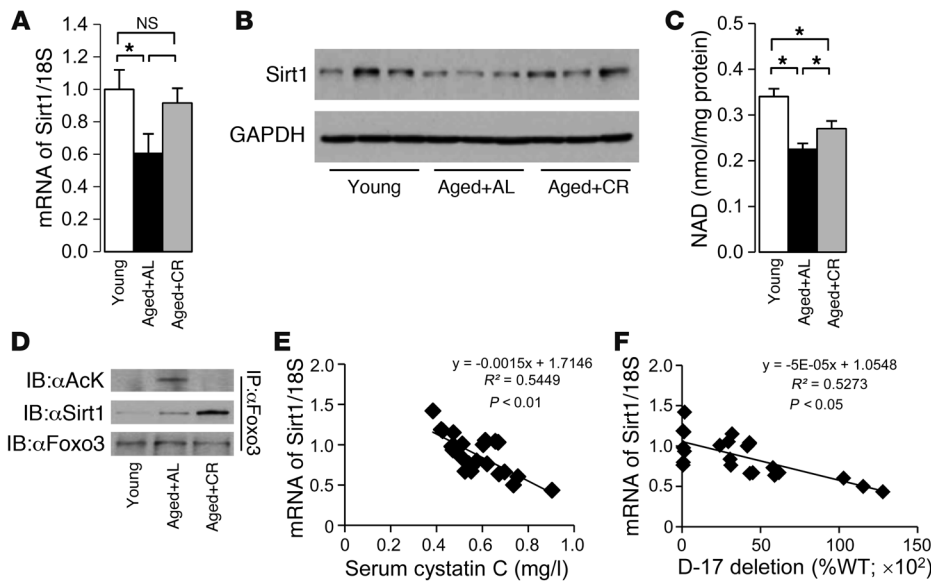 A
mRNA of Sirt1/18S
1.4
1.2
1.0
0.8
0.6
0.4
0.2
0.0
NS
*
Young
Aged+AL
Aged+CR
B
Sirt1
GAPDH
Young
Aged+AL
Aged+CR
C
NAD (nmol/mg protein)
0.5
0.4
0.3
0.2
0.1
0.0
*
* *
Young
Aged+AL
Aged+CR
D
IB:αAcK
IB:αSirt1
IB:αFoxo3
IP:αFoxo3
Young
Aged+AL
Aged+CR
E
mRNA of Sirt1/18S
2.0
1.5
1.0
0.5
0
y = -0.0015x + 1.7146
R² = 0.5449
P < 0.01
0 0.2 0.4 0.6 0.8 1.0
Serum cystatin C (mg/l)
F
mRNA of Sirt1/18S
2.0
1.5
1.0
0.5
0
y = -5E-05x + 1.0548
R² = 0.5273
P < 0.05
0 50 100 150
D-17 deletion (%WT; ×10²)